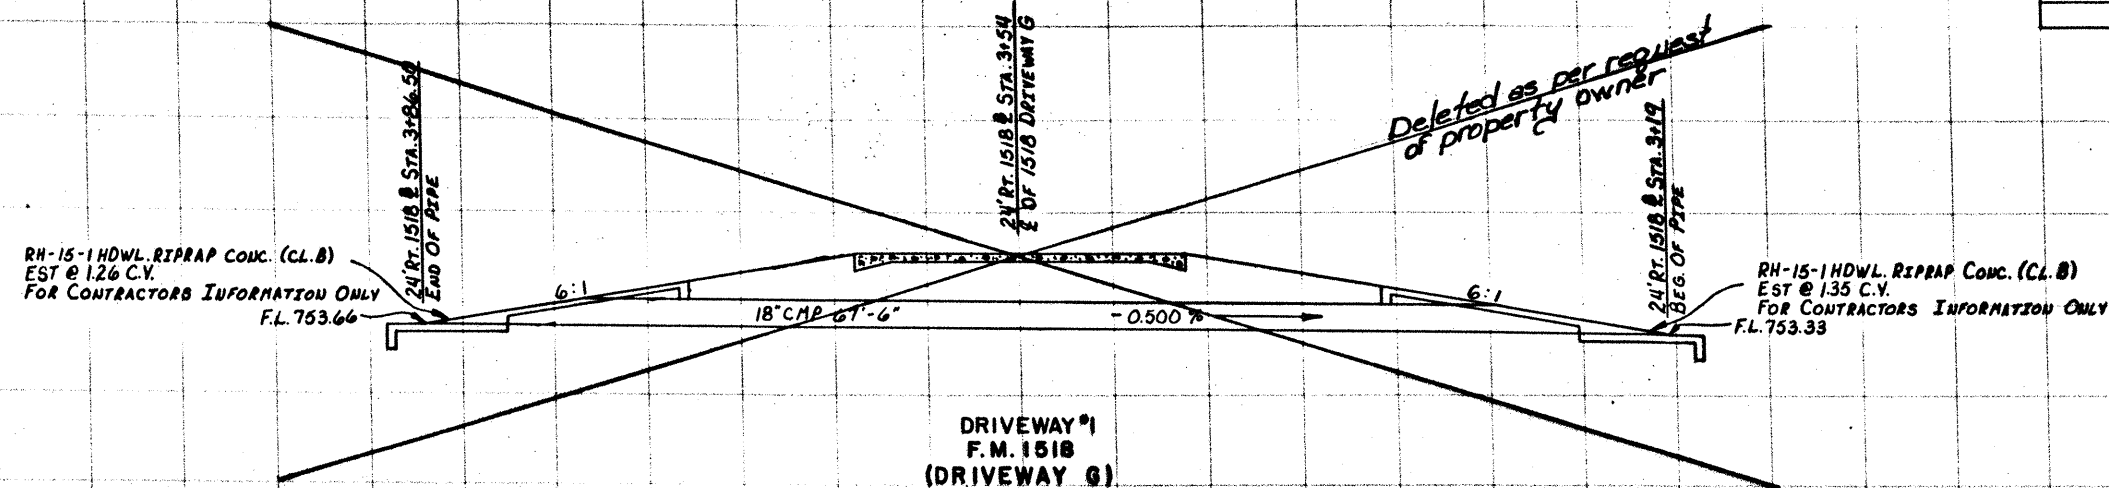 24' RT. 1518 ℄ STA. 3+86.50
END OF PIPE
24' RT. 1518 ℄ STA. 3+54
℄ OF 1518 DRIVEWAY G
Deleted as per request
of property owner
24' RT. 1518 ℄ STA. 3+19
BEG. OF PIPE
RH-15-1 HDWL. RIPRAP CONC. (CL.B)
EST @ 1.26 C.Y.
FOR CONTRACTORS INFORMATION ONLY
F.L. 753.66
6:1
18" CMP 67'-6"
-0.500 %
6:1
RH-15-1 HDWL. RIPRAP CONC. (CL.B)
EST @ 1.35 C.Y.
FOR CONTRACTORS INFORMATION ONLY
F.L. 753.33
DRIVEWAY #1
F.M. 1518
(DRIVEWAY G)